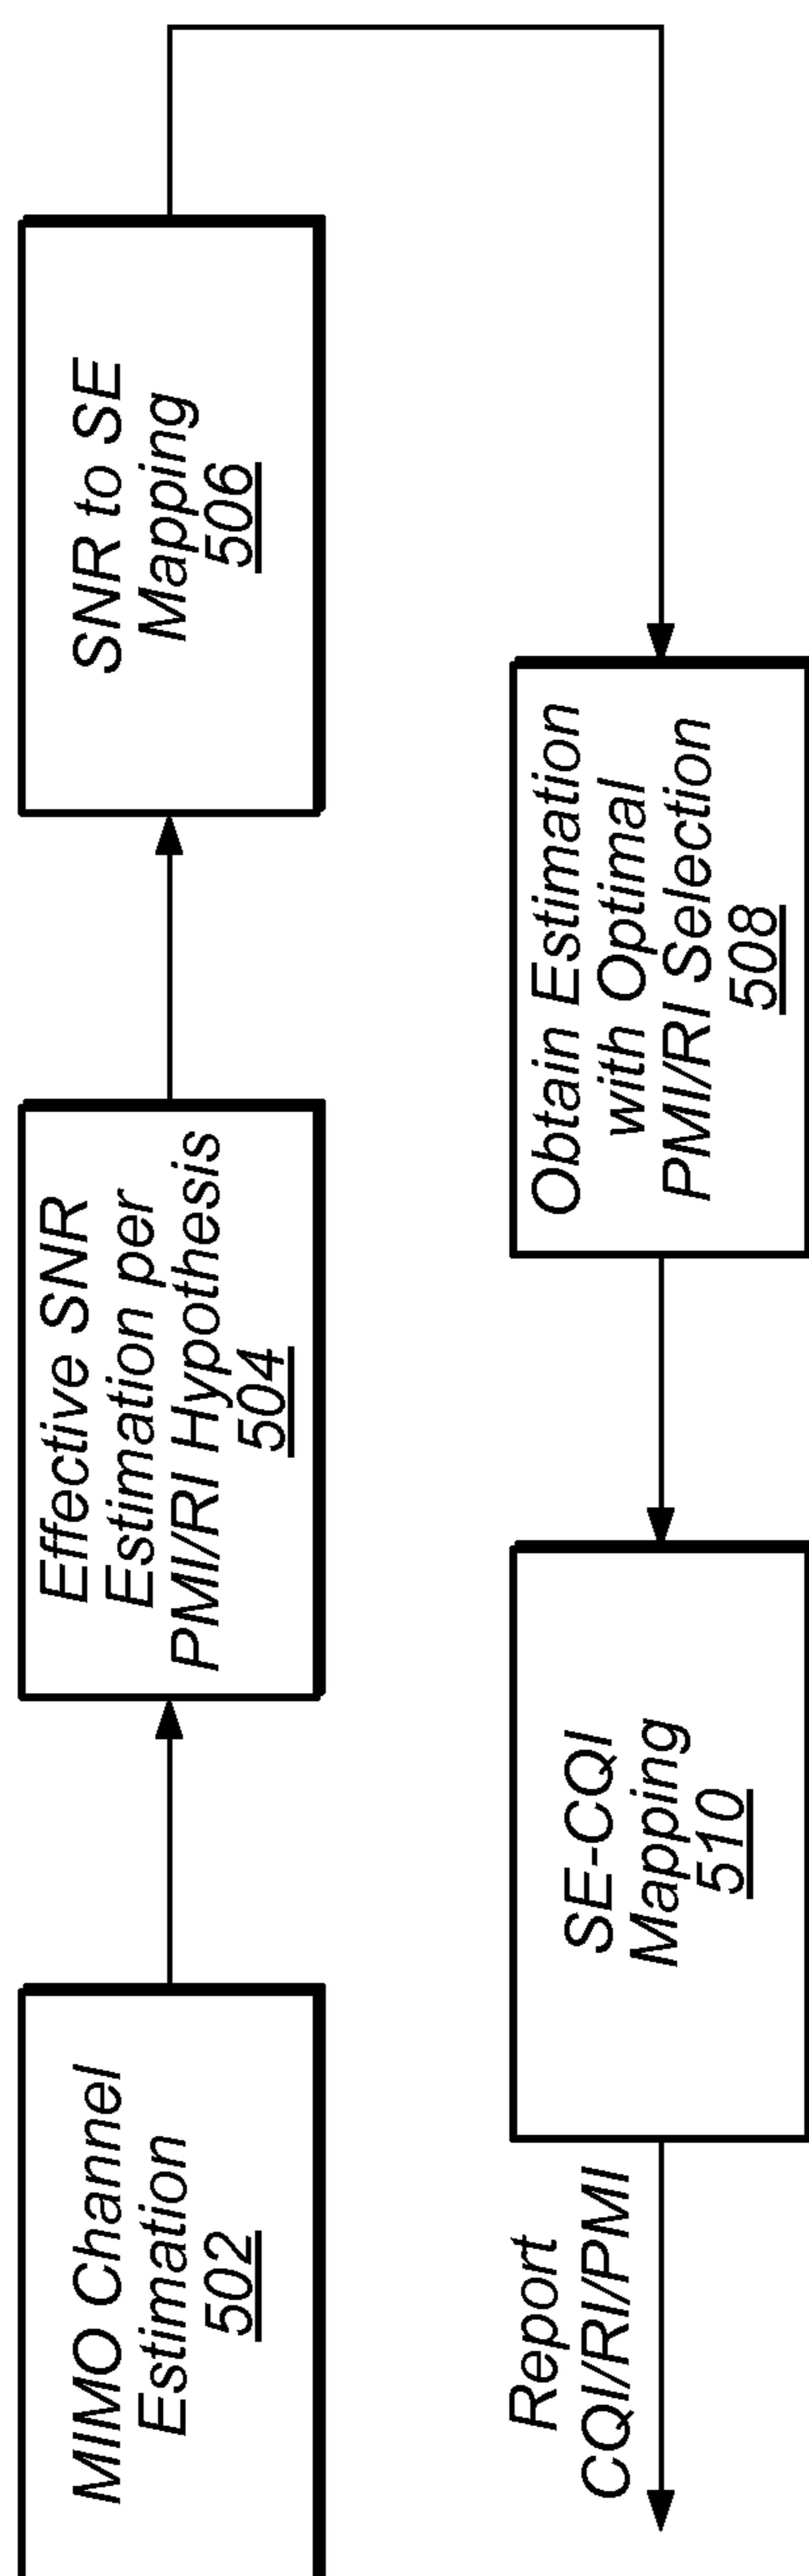 MIMO Channel
Estimation
502
Effective SNR
Estimation per
PMI/RI Hypothesis
504
SNR to SE
Mapping
506
Obtain Estimation
with Optimal
PMI/RI Selection
508
SE-CQI
Mapping
510
Report
CQI/RI/PMI